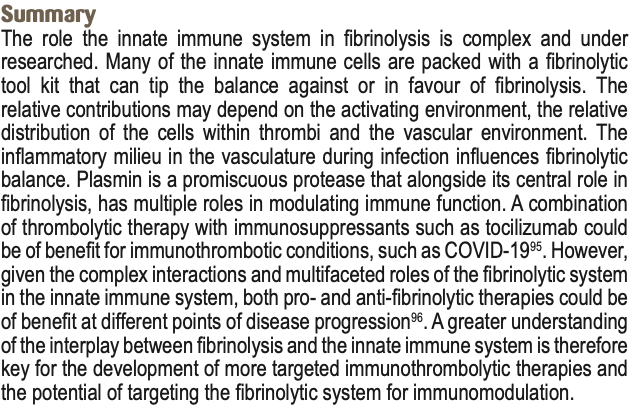 Summary
The role the innate immune system in fibrinolysis is complex and under
researched. Many of the innate immune cells are packed with a fibrinolytic
tool kit that can tip the balance against or in favour of fibrinolysis. The
relative contributions may depend on the activating environment, the relative
distribution of the cells within thrombi and the vascular environment. The
inflammatory milieu in the vasculature during infection influences fibrinolytic
balance. Plasmin is a promiscuous protease that alongside its central role in
fibrinolysis, has multiple roles in modulating immune function. A combination
of thrombolytic therapy with immunosuppressants such as tocilizumab could
be of benefit for immunothrombotic conditions, such as COVID-19⁹⁵. However,
given the complex interactions and multifaceted roles of the fibrinolytic system
in the innate immune system, both pro- and anti-fibrinolytic therapies could be
of benefit at different points of disease progression⁹⁶. A greater understanding
of the interplay between fibrinolysis and the innate immune system is therefore
key for the development of more targeted immunothrombolytic therapies and
the potential of targeting the fibrinolytic system for immunomodulation.